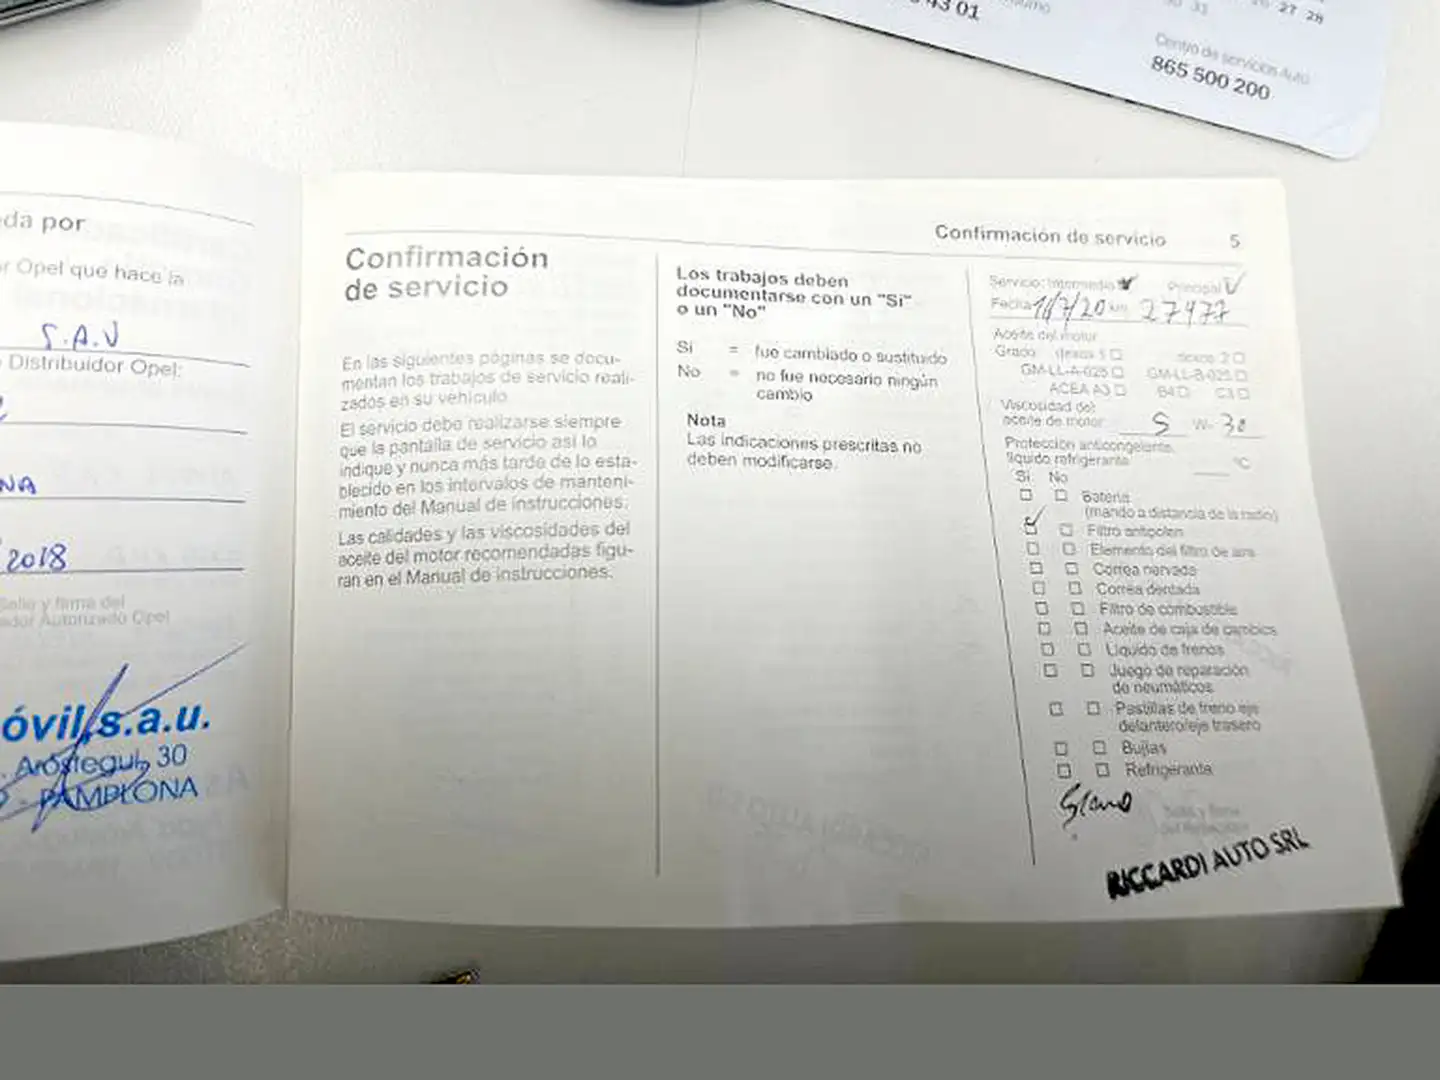 43 01
27 28
Centro de servicios Auto
865 500 200
da por
r Opel que hace la
S.A.U
Distribuidor Opel:
NA
2018
Sello y firma del
ador Autorizado Opel
óvil,s.a.u.
Aróstegui, 30
PAMPLONA
Confirmación de servicio 5
Confirmación
de servicio
En las siguientes páginas se docu-
mentan los trabajos de servicio reali-
zados en su vehículo.
El servicio debe realizarse siempre
que la pantalla de servicio así lo
indique y nunca más tarde de lo esta-
blecido en los intervalos de manteni-
miento del Manual de instrucciones.
Las calidades y las viscosidades del
aceite del motor recomendadas figu-
ran en el Manual de instrucciones.
Los trabajos deben
documentarse con un "Sí"
o un "No"
Sí = fue cambiado o sustituido
No = no fue necesario ningún
cambio
Nota
Las indicaciones prescritas no
deben modificarse.
Servicio: Intermedio Principal
Fecha /7/20 km 27477
Aceite del motor
Grado: dexos 1 dexos 2
GM-LL-A-025 GM-LL-B-025
ACEA A3 B4 C3
Viscosidad del
aceite de motor: 5 W- 30
Protección anticongelante,
líquido refrigerante °C
Sí No
Batería
(mando a distancia de la radio)
Filtro antipolen
Elemento del filtro de aire
Correa nervada
Correa dentada
Filtro de combustible
Aceite de caja de cambios
Líquido de frenos
Juego de reparación
de neumáticos
Pastillas de freno eje
delantero/eje trasero
Bujías
Refrigerante
Sello y firma
RICCARDI AUTO SRL